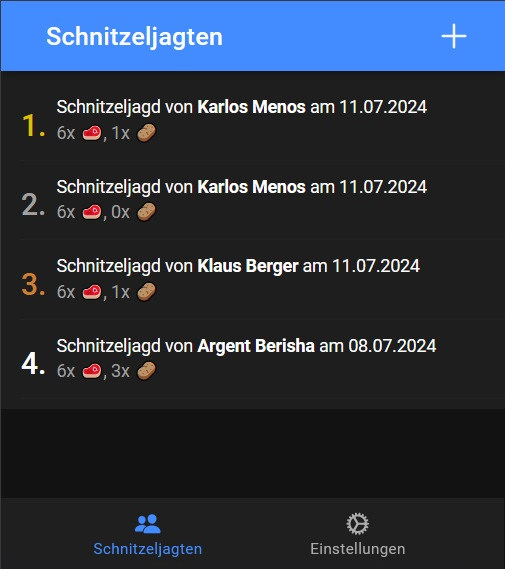 Schnitzeljagten
1. Schnitzeljagd von Karlos Menos am 11.07.2024
6x 🥩, 1x 🥔
2. Schnitzeljagd von Karlos Menos am 11.07.2024
6x 🥩, 0x 🥔
3. Schnitzeljagd von Klaus Berger am 11.07.2024
6x 🥩, 1x 🥔
4. Schnitzeljagd von Argent Berisha am 08.07.2024
6x 🥩, 3x 🥔
Schnitzeljagten Einstellungen